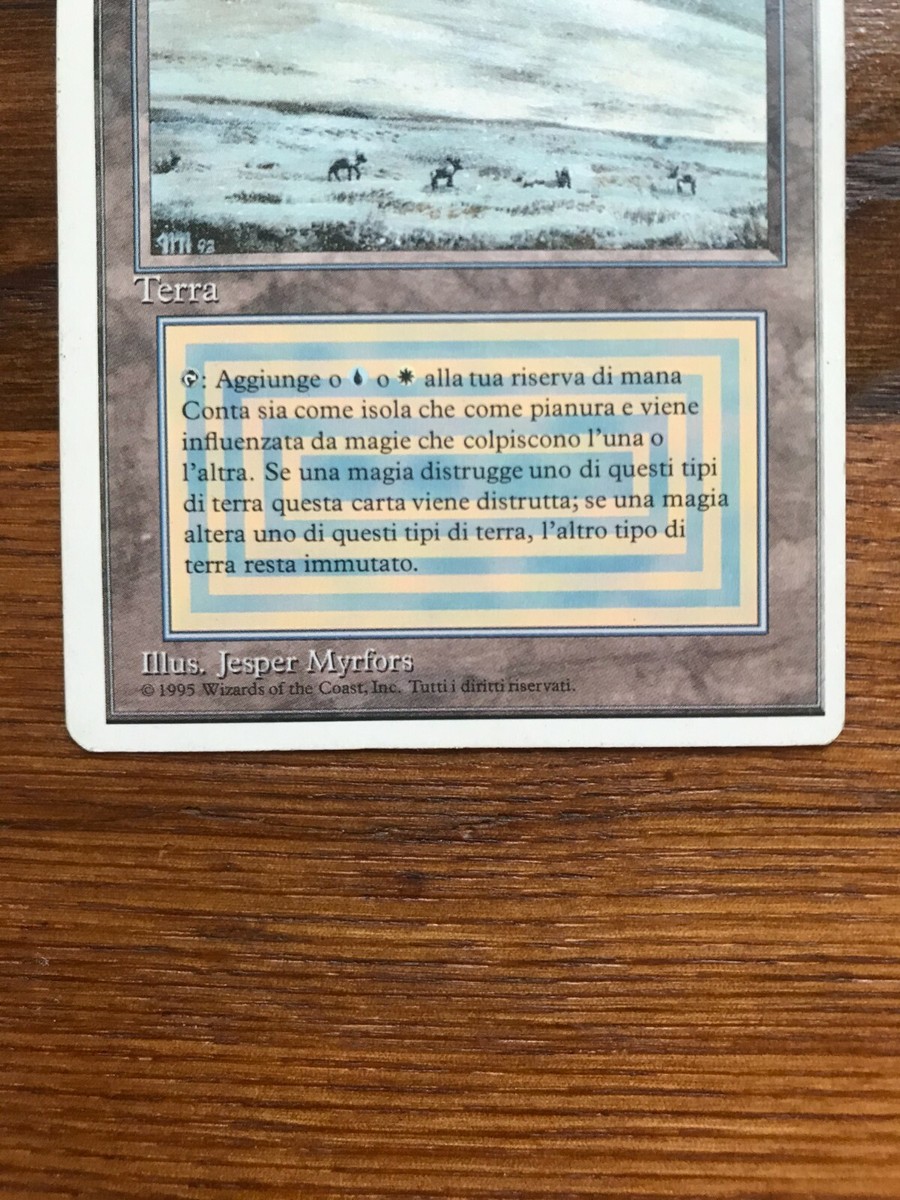 Terra
: Aggiunge o o alla tua riserva di mana
Conta sia come isola che come pianura e viene
influenzata da magie che colpiscono l'una o
l'altra. Se una magia distrugge uno di questi tipi
di terra questa carta viene distrutta; se una magia
altera uno di questi tipi di terra, l'altro tipo di
terra resta immutato.
Illus. Jesper Myrfors
© 1995 Wizards of the Coast, Inc. Tutti i diritti riservati.